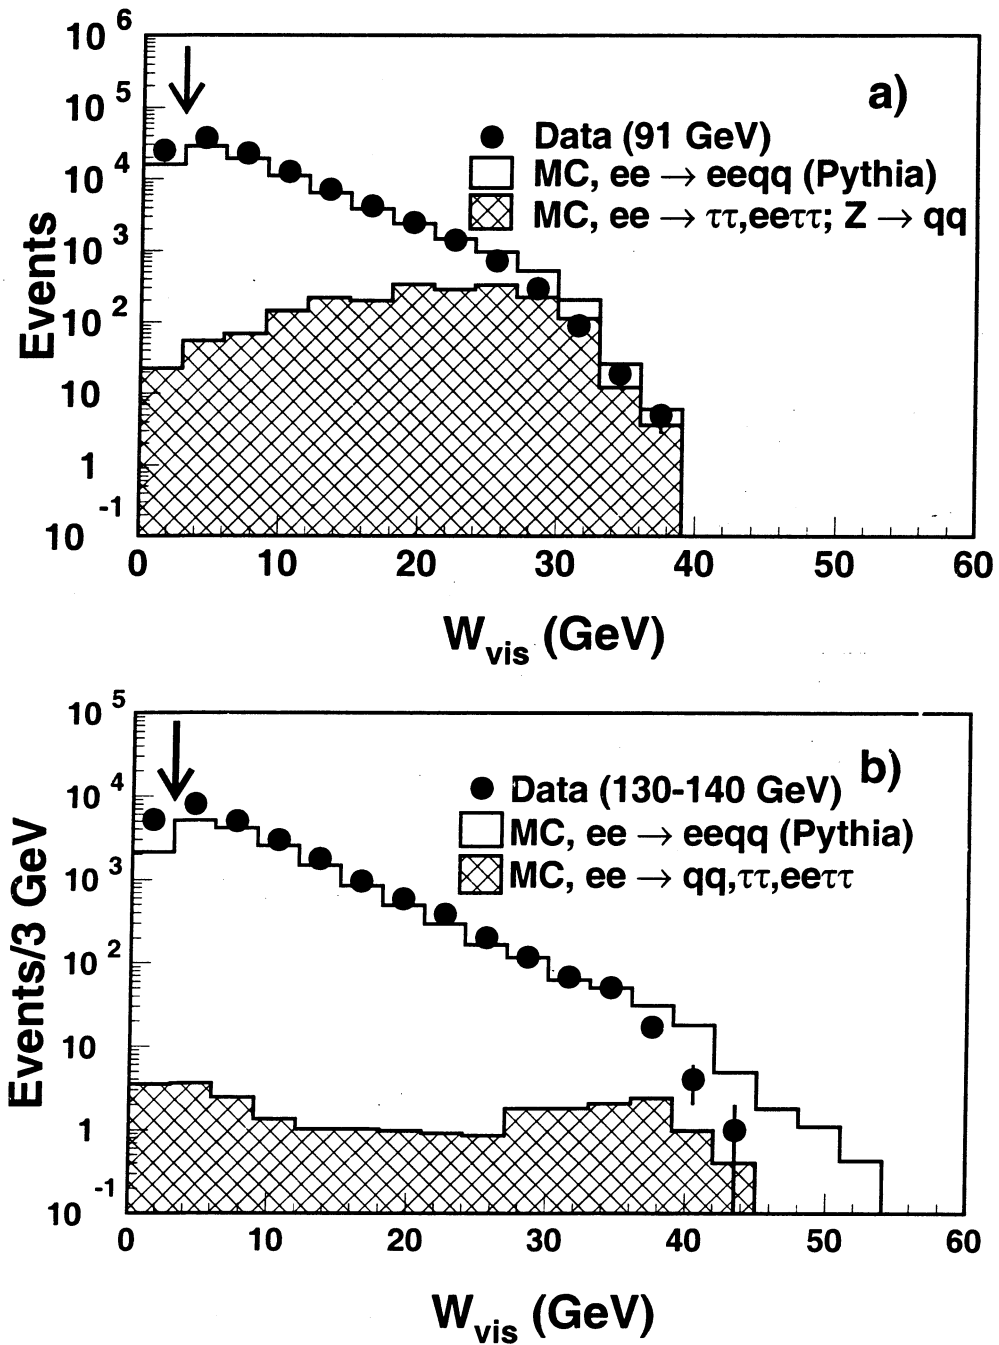 10 6
a)
10 5
Data (91 GeV)
10 4
MC, ee → eeqq (Pythia)
MC, ee → ττ,eeττ; Z → qq
10 3
10 2
10
1
10 -1
Events
0 10 20 30 40 50 60
W vis (GeV)
10 5
b)
10 4
Data (130-140 GeV)
MC, ee → eeqq (Pythia)
10 3
MC, ee → qq,ττ,eeττ
10 2
10
1
10 -1
Events/3 GeV
0 10 20 30 40 50 60
W vis (GeV)